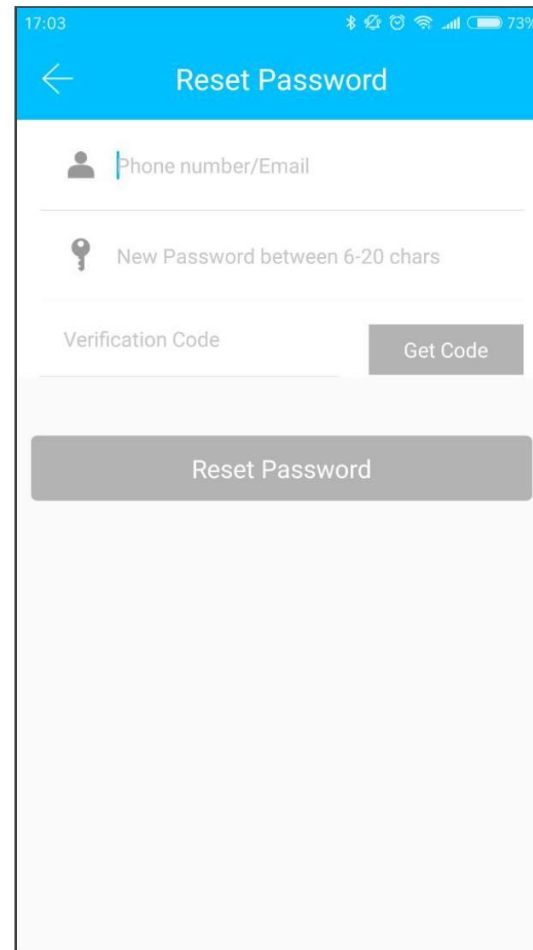 17:03
73%
Reset Password
Phone number/Email
New Password between 6-20 chars
Verification Code
Get Code
Reset Password